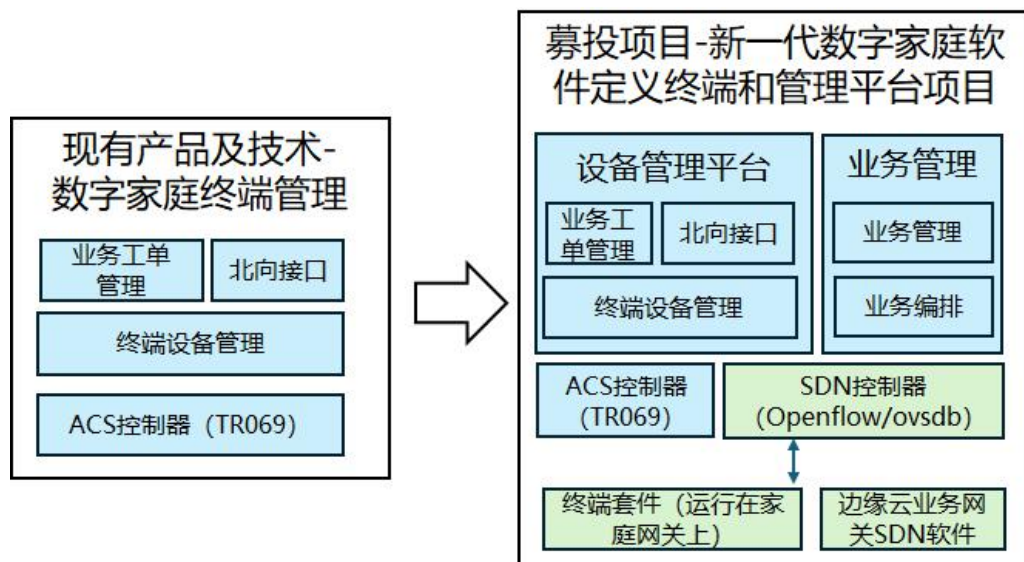 现有产品及技术-
数字家庭终端管理
业务工单
管理
北向接口
终端设备管理
ACS控制器（TR069）
募投项目-新一代数字家庭软
件定义终端和管理平台项目
设备管理平台
业务工
单管理
北向接口
终端设备管理
业务管理
业务管理
业务编排
ACS控制器
(TR069)
SDN控制器
（Openflow/ovsdb）
终端套件（运行在家
庭网关上）
边缘云业务网
关SDN软件